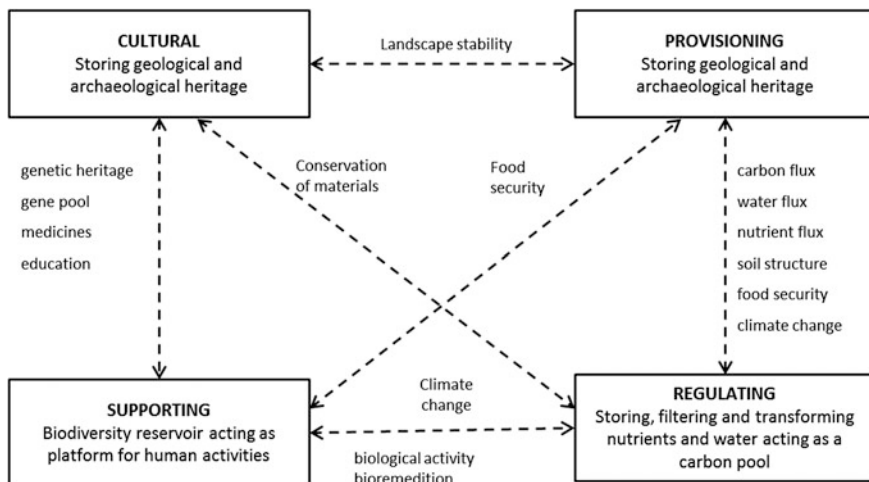 CULTURAL
Storing geological and
archaeological heritage
Landscape stability
PROVISIONING
Storing geological and
archaeological heritage
genetic heritage
gene pool
medicines
education
Conservation
of materials
Food
security
carbon flux
water flux
nutrient flux
soil structure
food security
climate change
SUPPORTING
Biodiversity reservoir acting as
platform for human activities
Climate
change
biological activity
bioremedition
REGULATING
Storing, filtering and transforming
nutrients and water acting as a
carbon pool